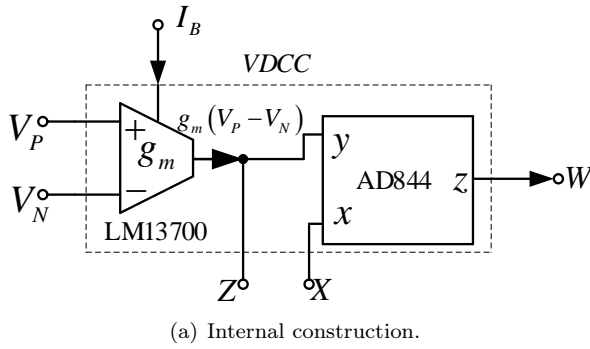 I_B
VDCC
V_P
+
g_m
g_m(V_P − V_N)
y
AD844
z
W
V_N
−
x
LM13700
Z
X
(a) Internal construction.